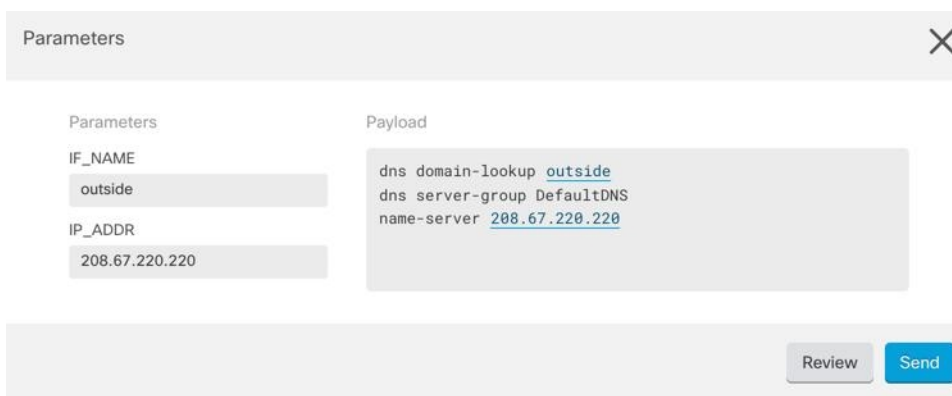 Parameters
Parameters
IF_NAME
outside
IP_ADDR
208.67.220.220
Payload
dns domain-lookup outside
dns server-group DefaultDNS
name-server 208.67.220.220
Review
Send